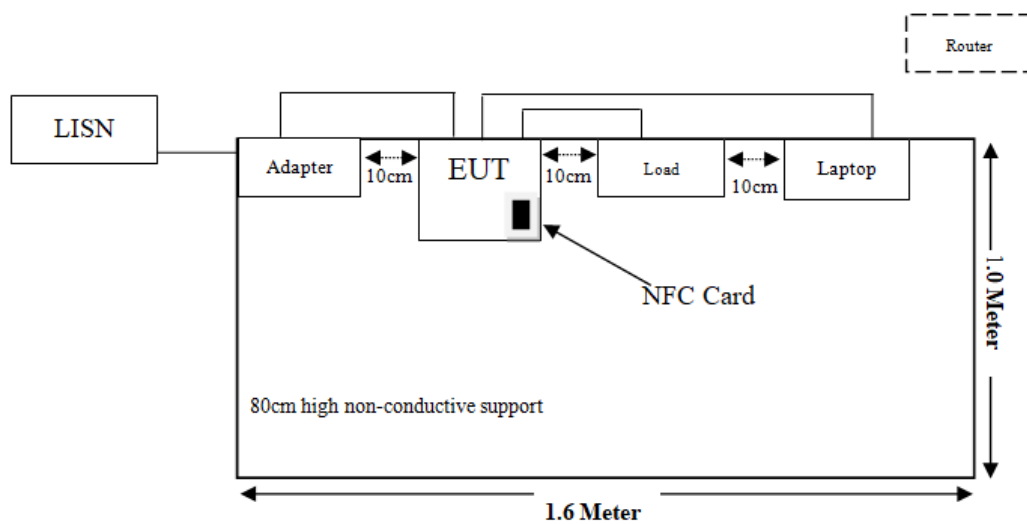 Router
LISN
Adapter
10cm
EUT
10cm
Load
10cm
Laptop
NFC Card
1.0 Meter
80cm high non-conductive support
1.6 Meter